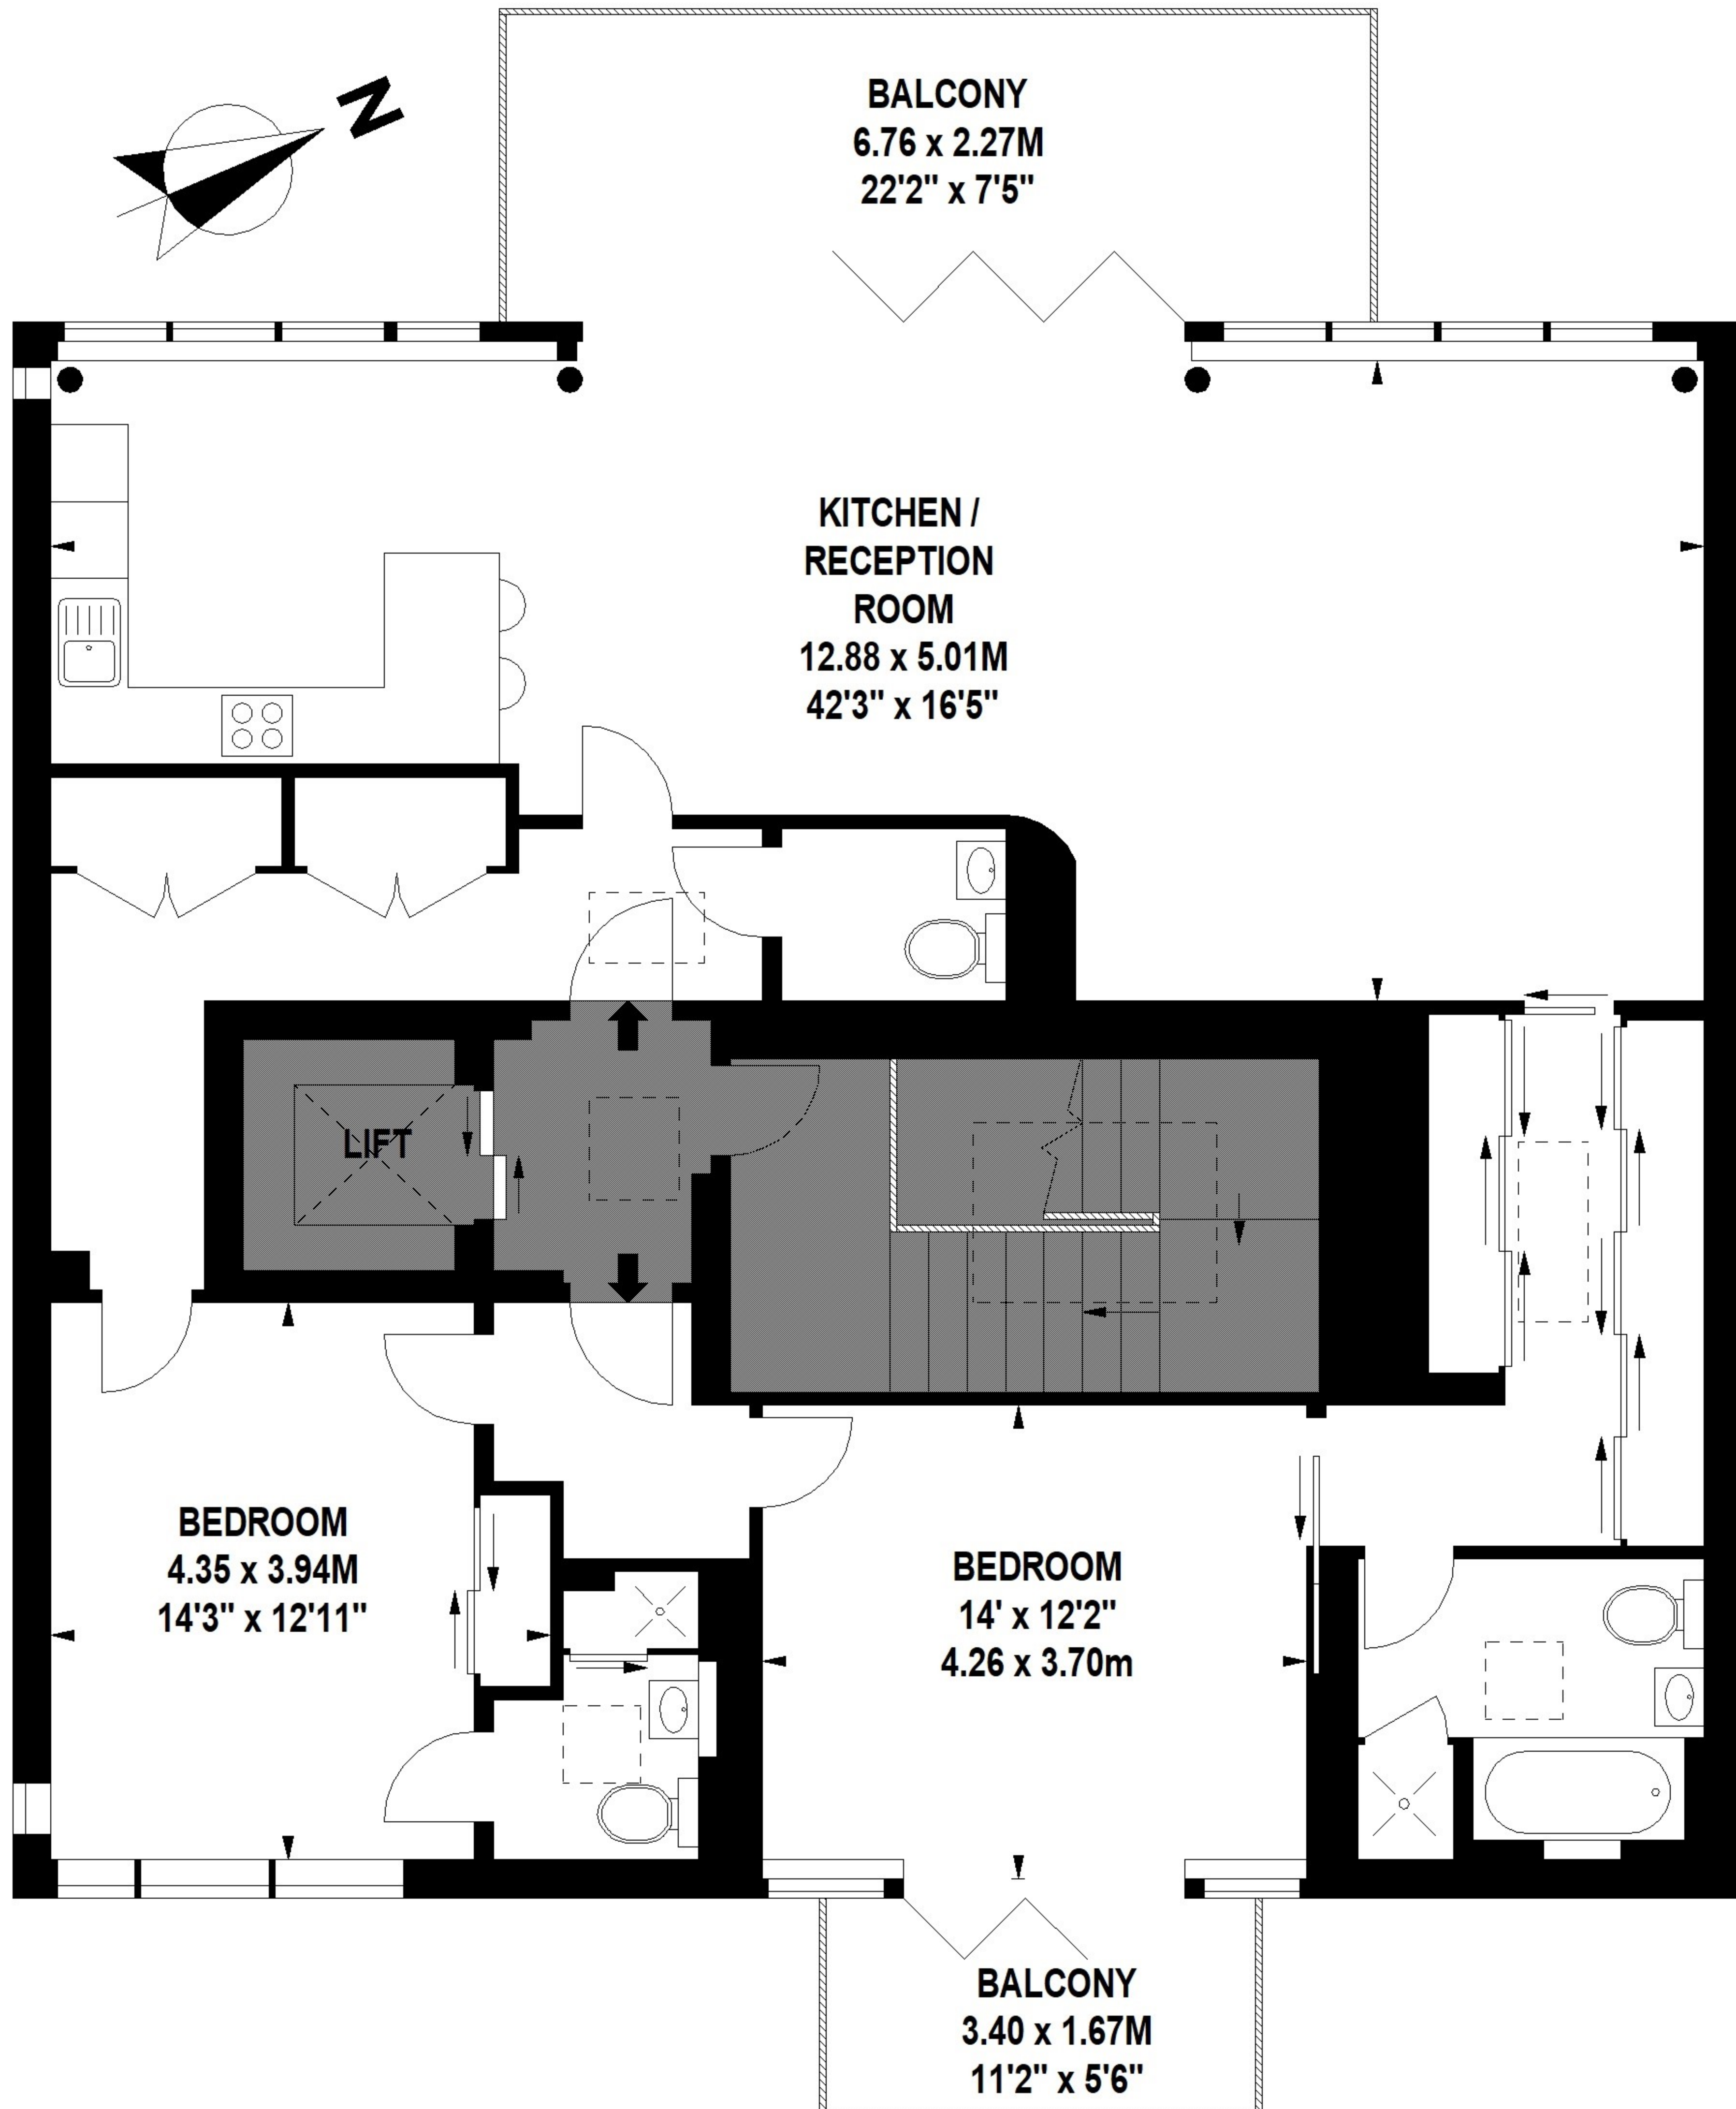 N
BALCONY
6.76 x 2.27M
22'2" x 7'5"
KITCHEN /
RECEPTION
ROOM
12.88 x 5.01M
42'3" x 16'5"
LIFT
BEDROOM
4.35 x 3.94M
14'3" x 12'11"
BEDROOM
14' x 12'2"
4.26 x 3.70m
BALCONY
3.40 x 1.67M
11'2" x 5'6"